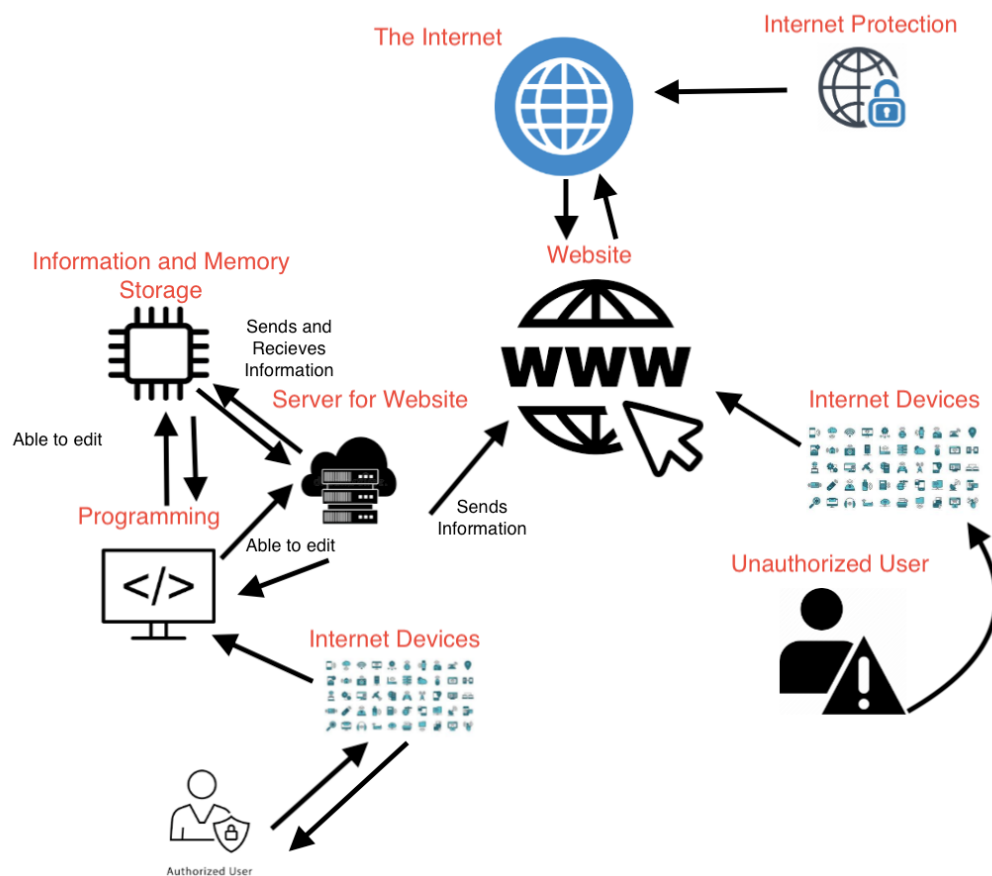 The Internet
Internet Protection
Website
Information and Memory
Storage
Sends and
Recieves
Information
Server for Website
www
Internet Devices
Able to edit
Sends
Information
Programming
Able to edit
</>
Unauthorized User
Internet Devices
Authorized User